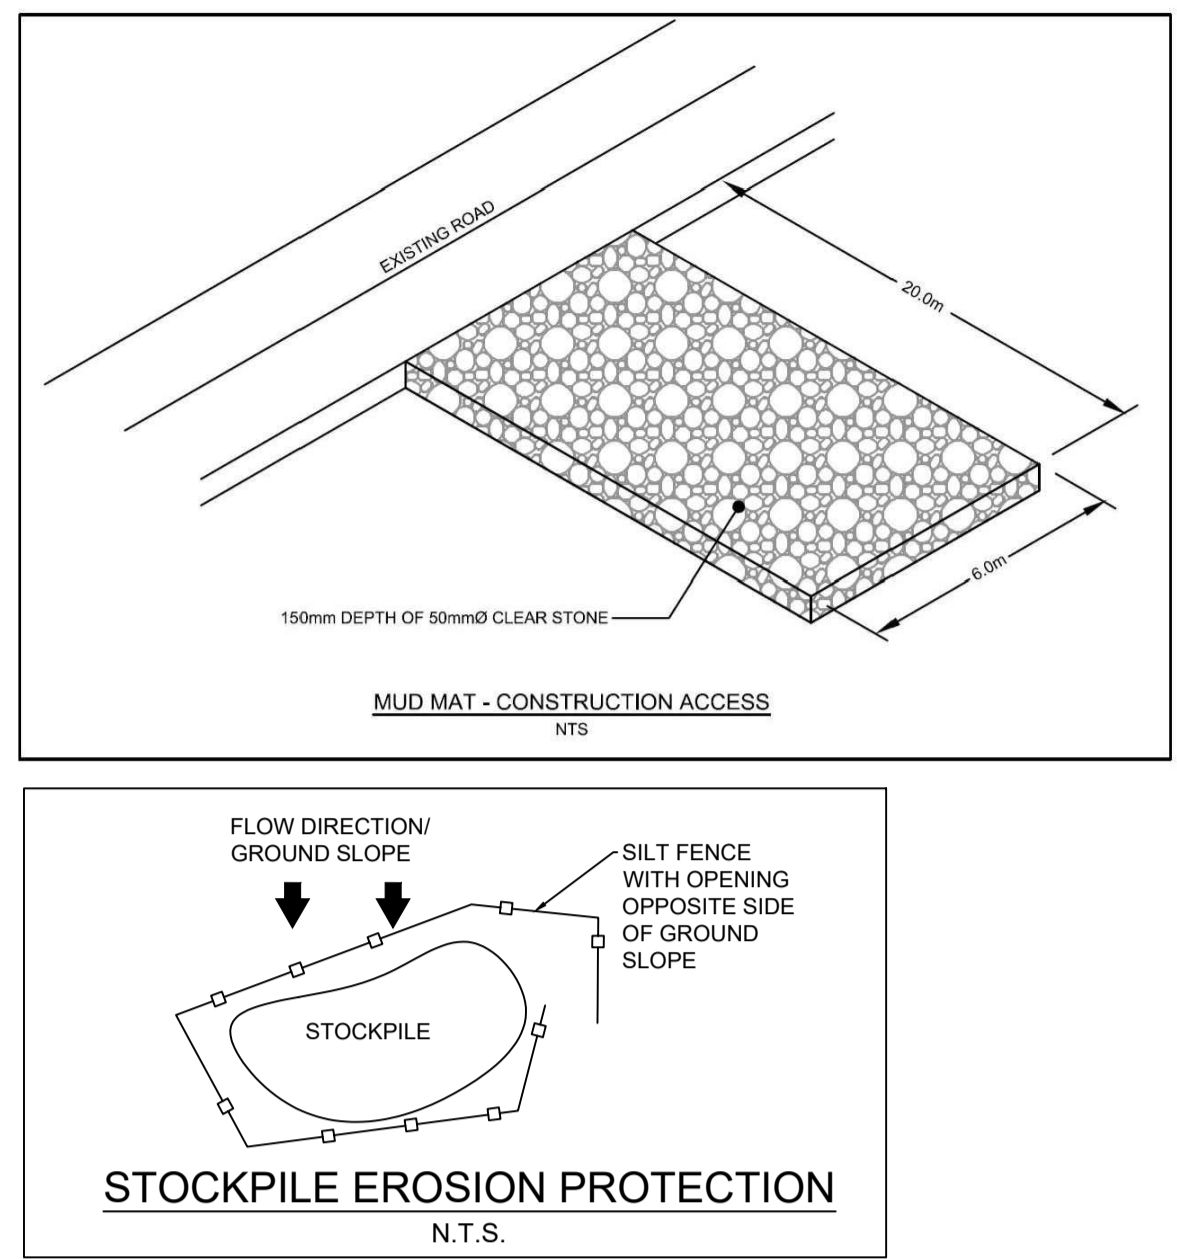 EXISTING ROAD
20.0m
6.0m
150mm DEPTH OF 50mmØ CLEAR STONE
MUD MAT - CONSTRUCTION ACCESS
NTS
FLOW DIRECTION/
GROUND SLOPE
SILT FENCE
WITH OPENING
OPPOSITE SIDE
OF GROUND
SLOPE
STOCKPILE
STOCKPILE EROSION PROTECTION
N.T.S.